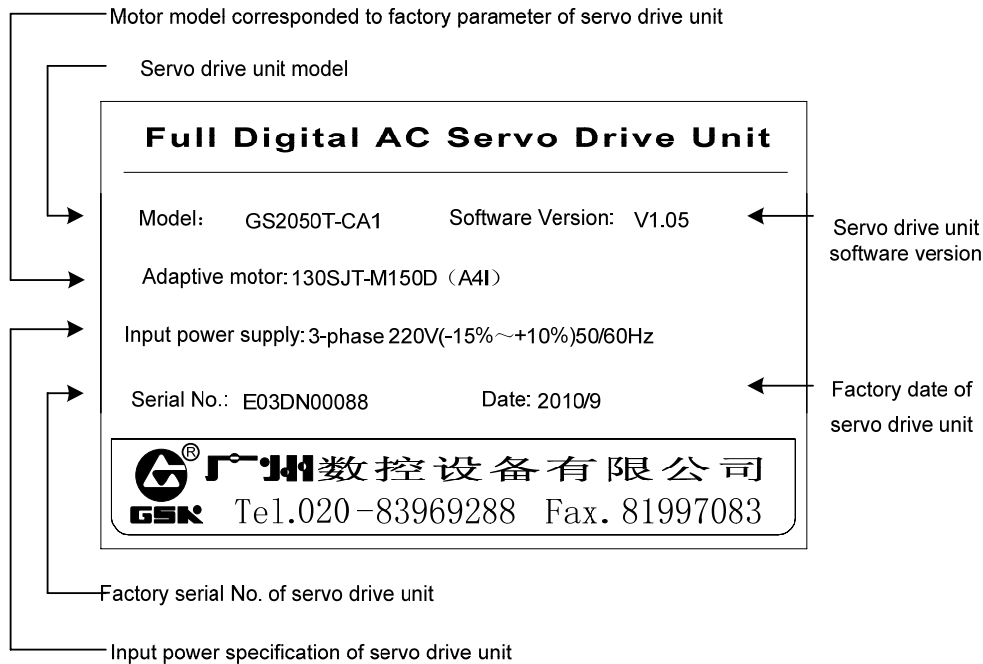 Motor model corresponded to factory parameter of servo drive unit
Servo drive unit model
Full Digital AC Servo Drive Unit
Model： GS2050T-CA1 Software Version: V1.05
Servo drive unit
software version
Adaptive motor: 130SJT-M150D（A4I）
Input power supply: 3-phase 220V(-15%～+10%)50/60Hz
Serial No.: E03DN00088 Date: 2010/9
Factory date of
servo drive unit
®广州数控设备有限公司
GSK Tel.020-83969288 Fax. 81997083
Factory serial No. of servo drive unit
Input power specification of servo drive unit